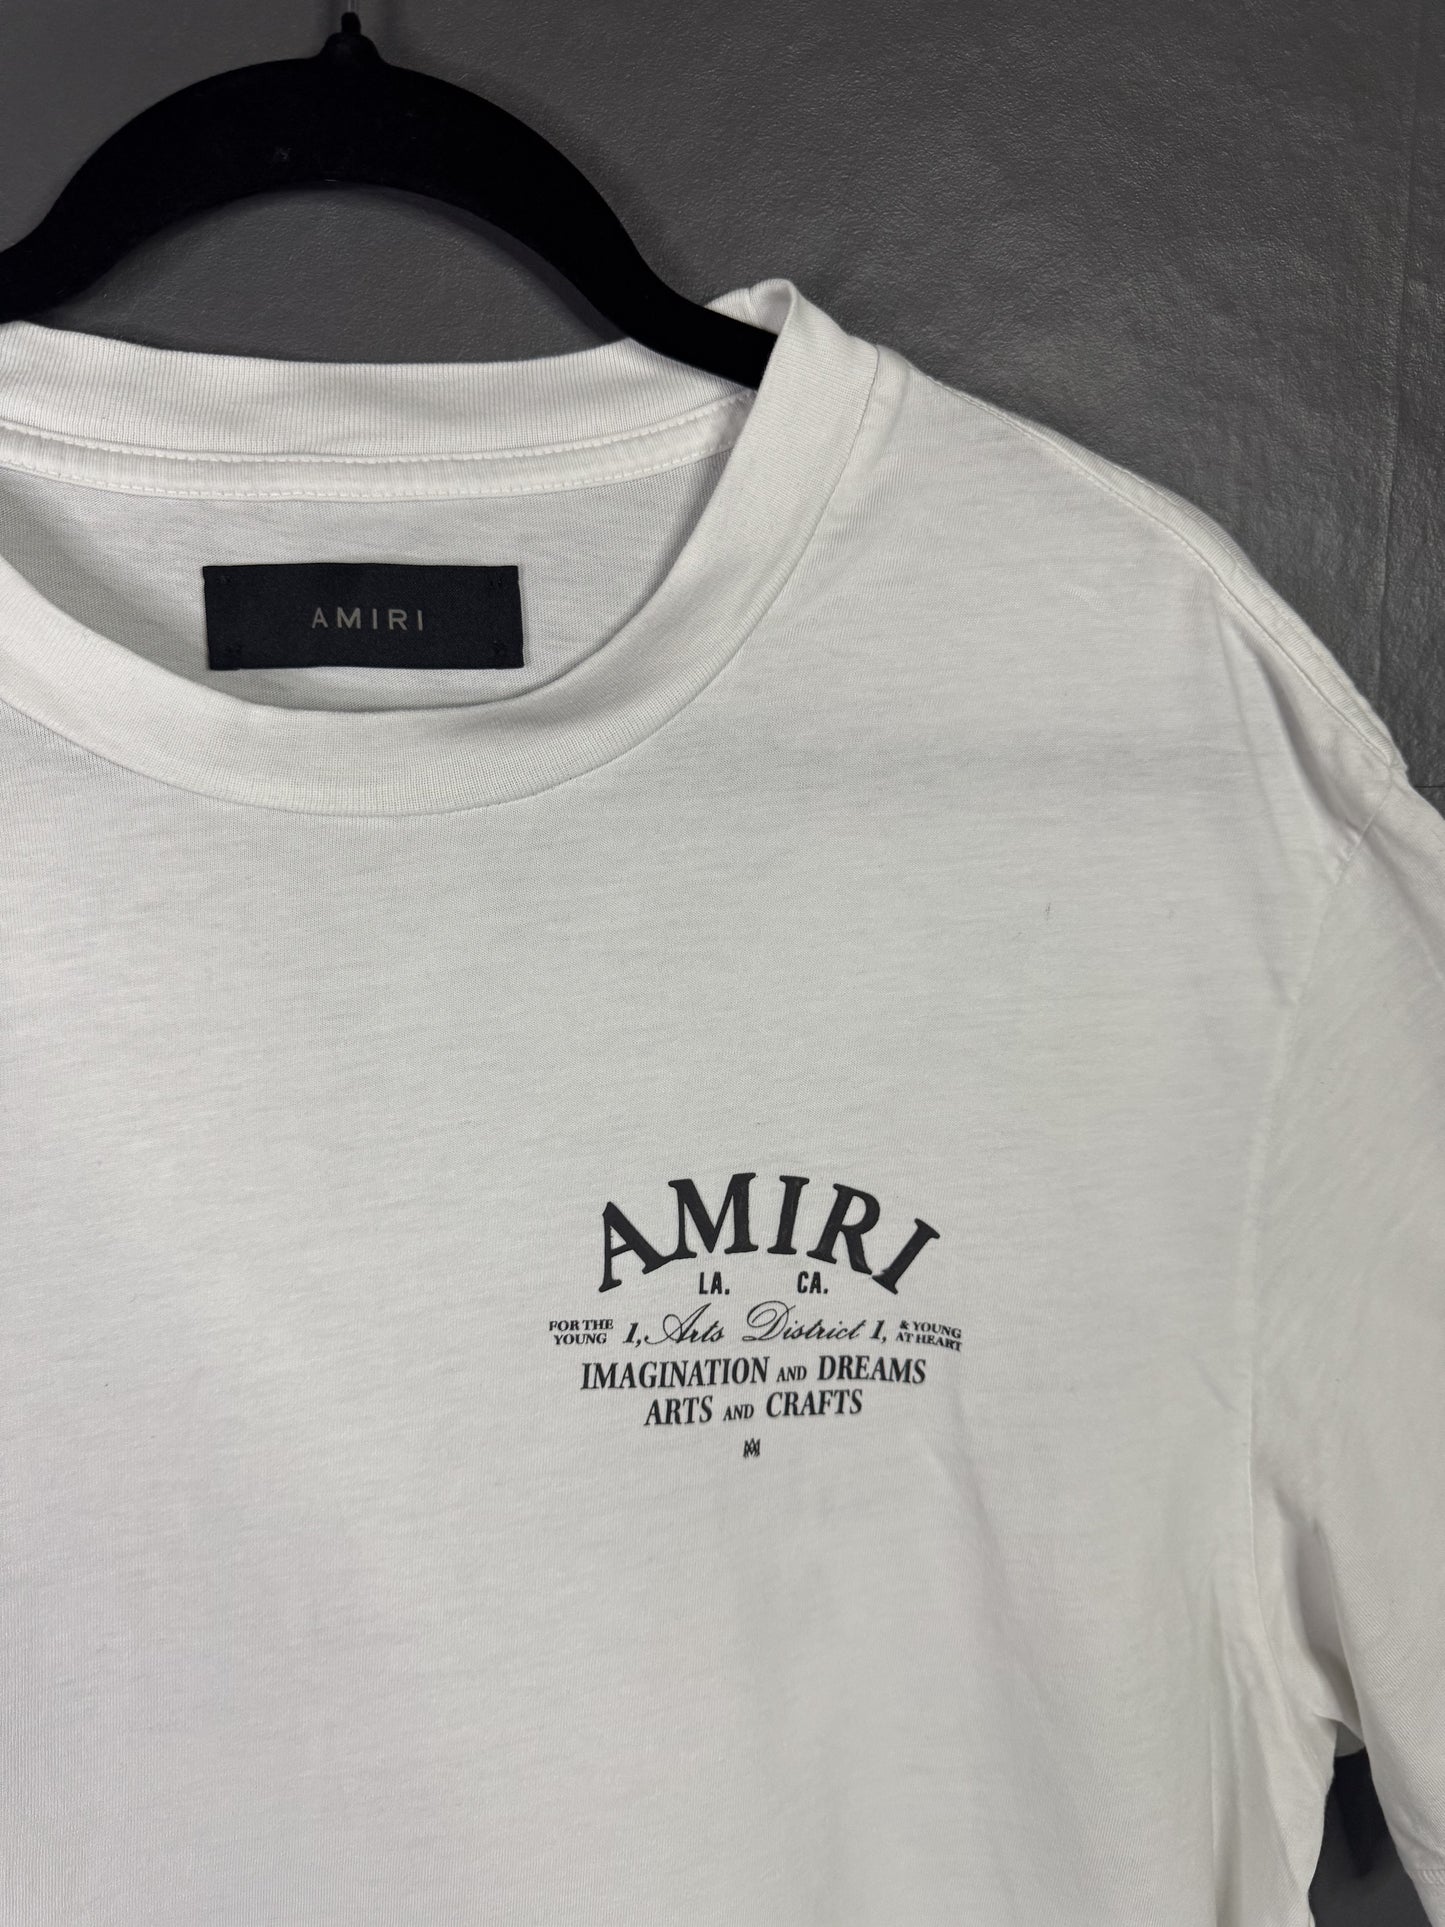 AMIRI
AMIRI
LA. CA.
FOR THE YOUNG 1, Arts District 1, & YOUNG AT HEART
IMAGINATION AND DREAMS
ARTS AND CRAFTS